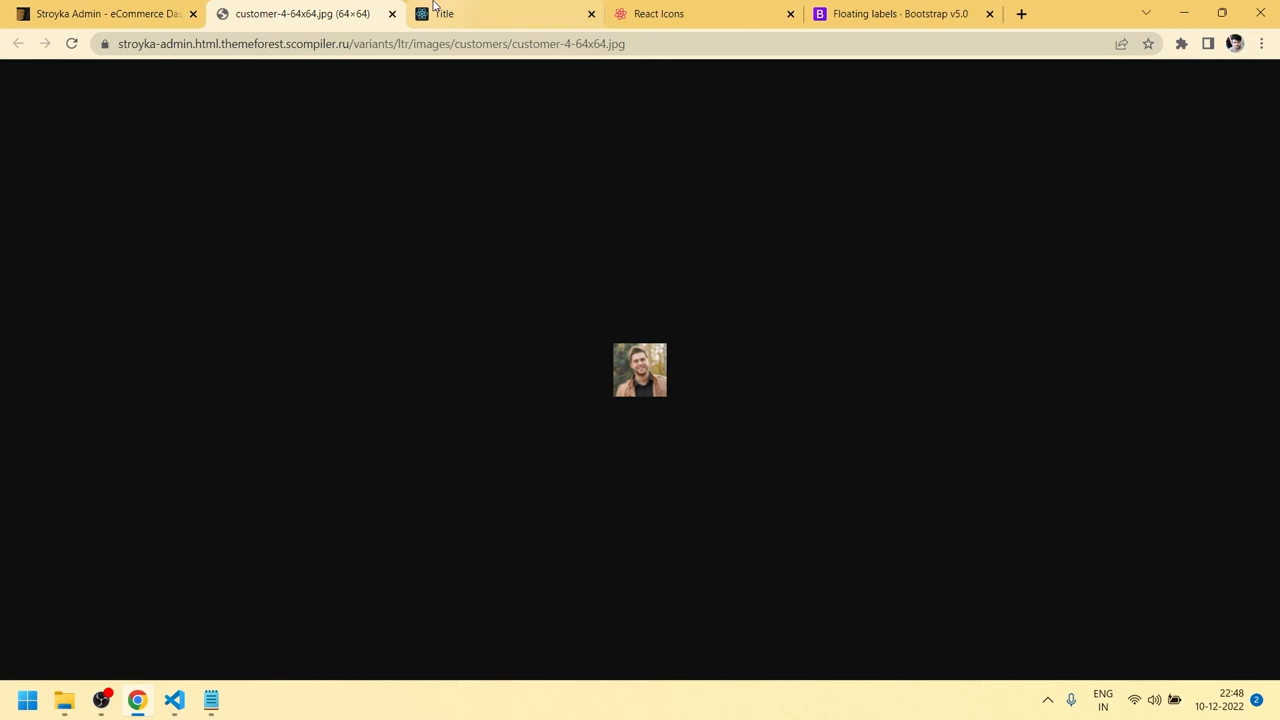 Stroyka Admin - eCommerce Da
customer-4-64x64.jpg (64×64)
Title
React Icons
B Floating labels · Bootstrap v5.0
stroyka-admin.html.themeforest.scompiler.ru/variants/ltr/images/customers/customer-4-64x64.jpg
ENG
IN
22:48
10-12-2022
2